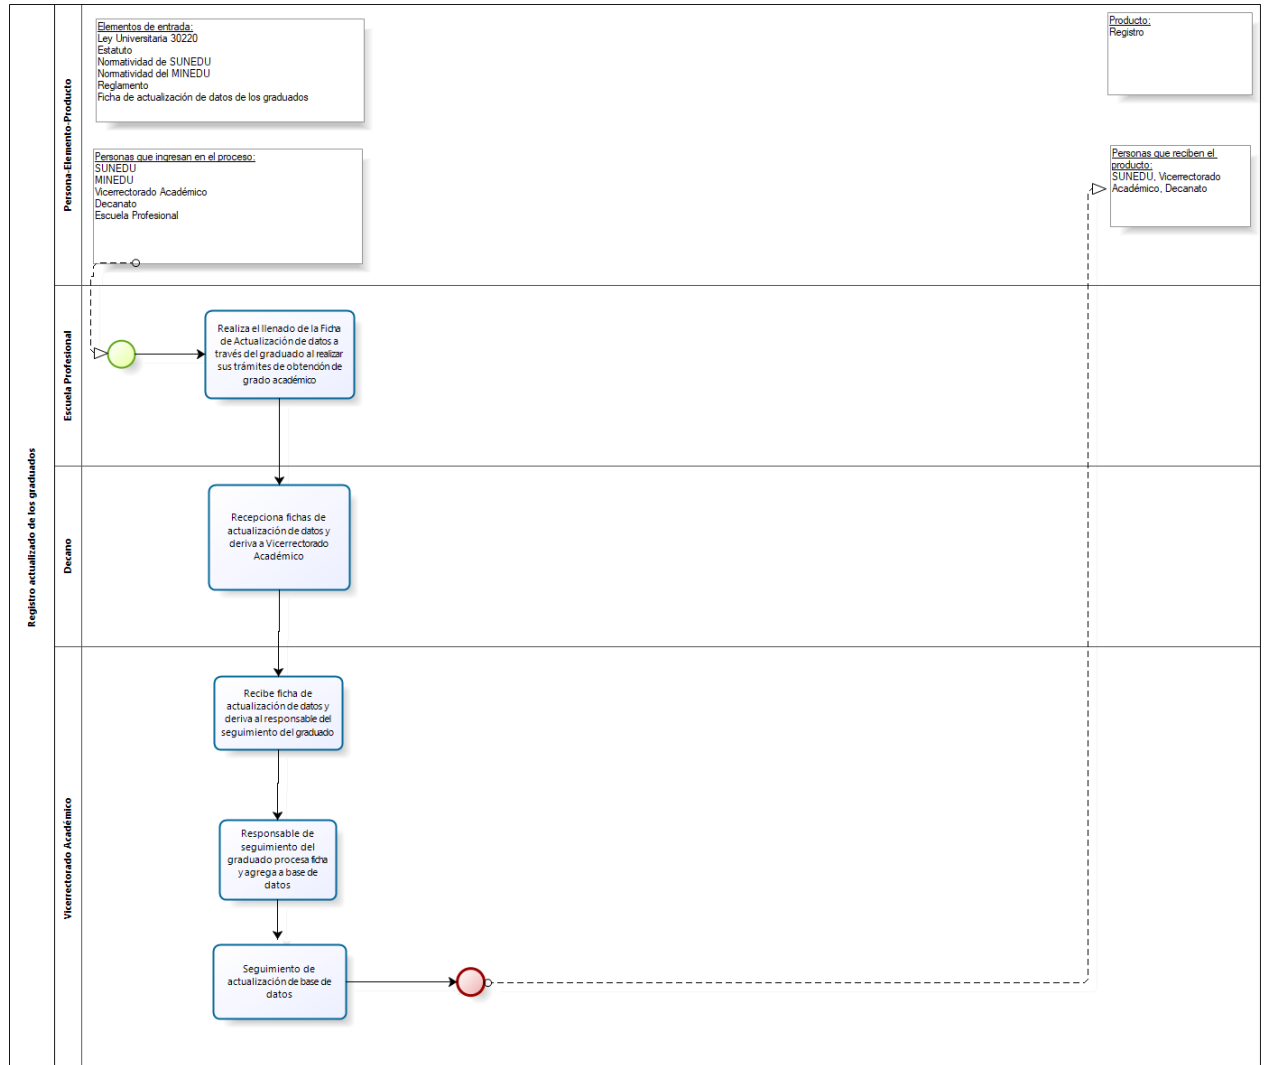 Registro actualizado de los graduados
Persona-Elemento-Producto
Elementos de entrada:
Ley Universitaria 30220
Estatuto
Normatividad de SUNEDU
Normatividad del MINEDU
Reglamento
Ficha de actualización de datos de los graduados
Producto:
Registro
Personas que ingresan en el proceso:
SUNEDU
MINEDU
Vicerrectorado Académico
Decanato
Escuela Profesional
Personas que reciben el
producto:
SUNEDU, Vicerrectorado
Académico, Decanato
Escuela Profesional
Realiza el llenado de la Ficha
de Actualización de datos a
través del graduado al realizar
sus trámites de obtención de
grado académico
Decano
Recepciona fichas de
actualización de datos y
deriva a Vicerrectorado
Académico
Vicerrectorado Académico
Recibe ficha de
actualización de datos y
deriva al responsable del
seguimiento del graduado
Responsable de
seguimiento del
graduado procesa ficha
y agrega a base de
datos
Seguimiento de
actualización de base de
datos